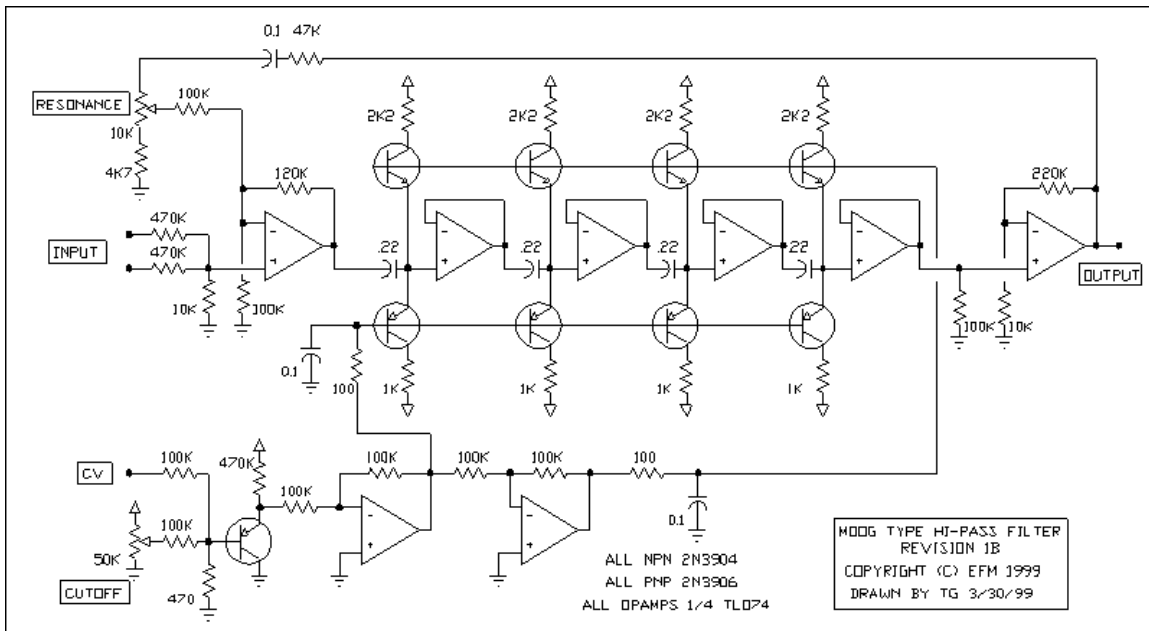 0.1 47K
RESONANCE
100K
10K
4K7
2K2 2K2 2K2 2K2
120K
220K
470K
INPUT
470K
.22 .22 .22 .22
OUTPUT
10K 100K
100K 10K
0.1
100 1K 1K 1K 1K
CV
100K
470K
100K 100K 100K 100K 100
100K
50K
CUTOFF
470
0.1
ALL NPN 2N3904
ALL PNP 2N3906
ALL OPAMPS 1/4 TL074
MOOG TYPE HI-PASS FILTER
REVISION 1B
COPYRIGHT (C) EFM 1999
DRAWN BY TG 3/30/99